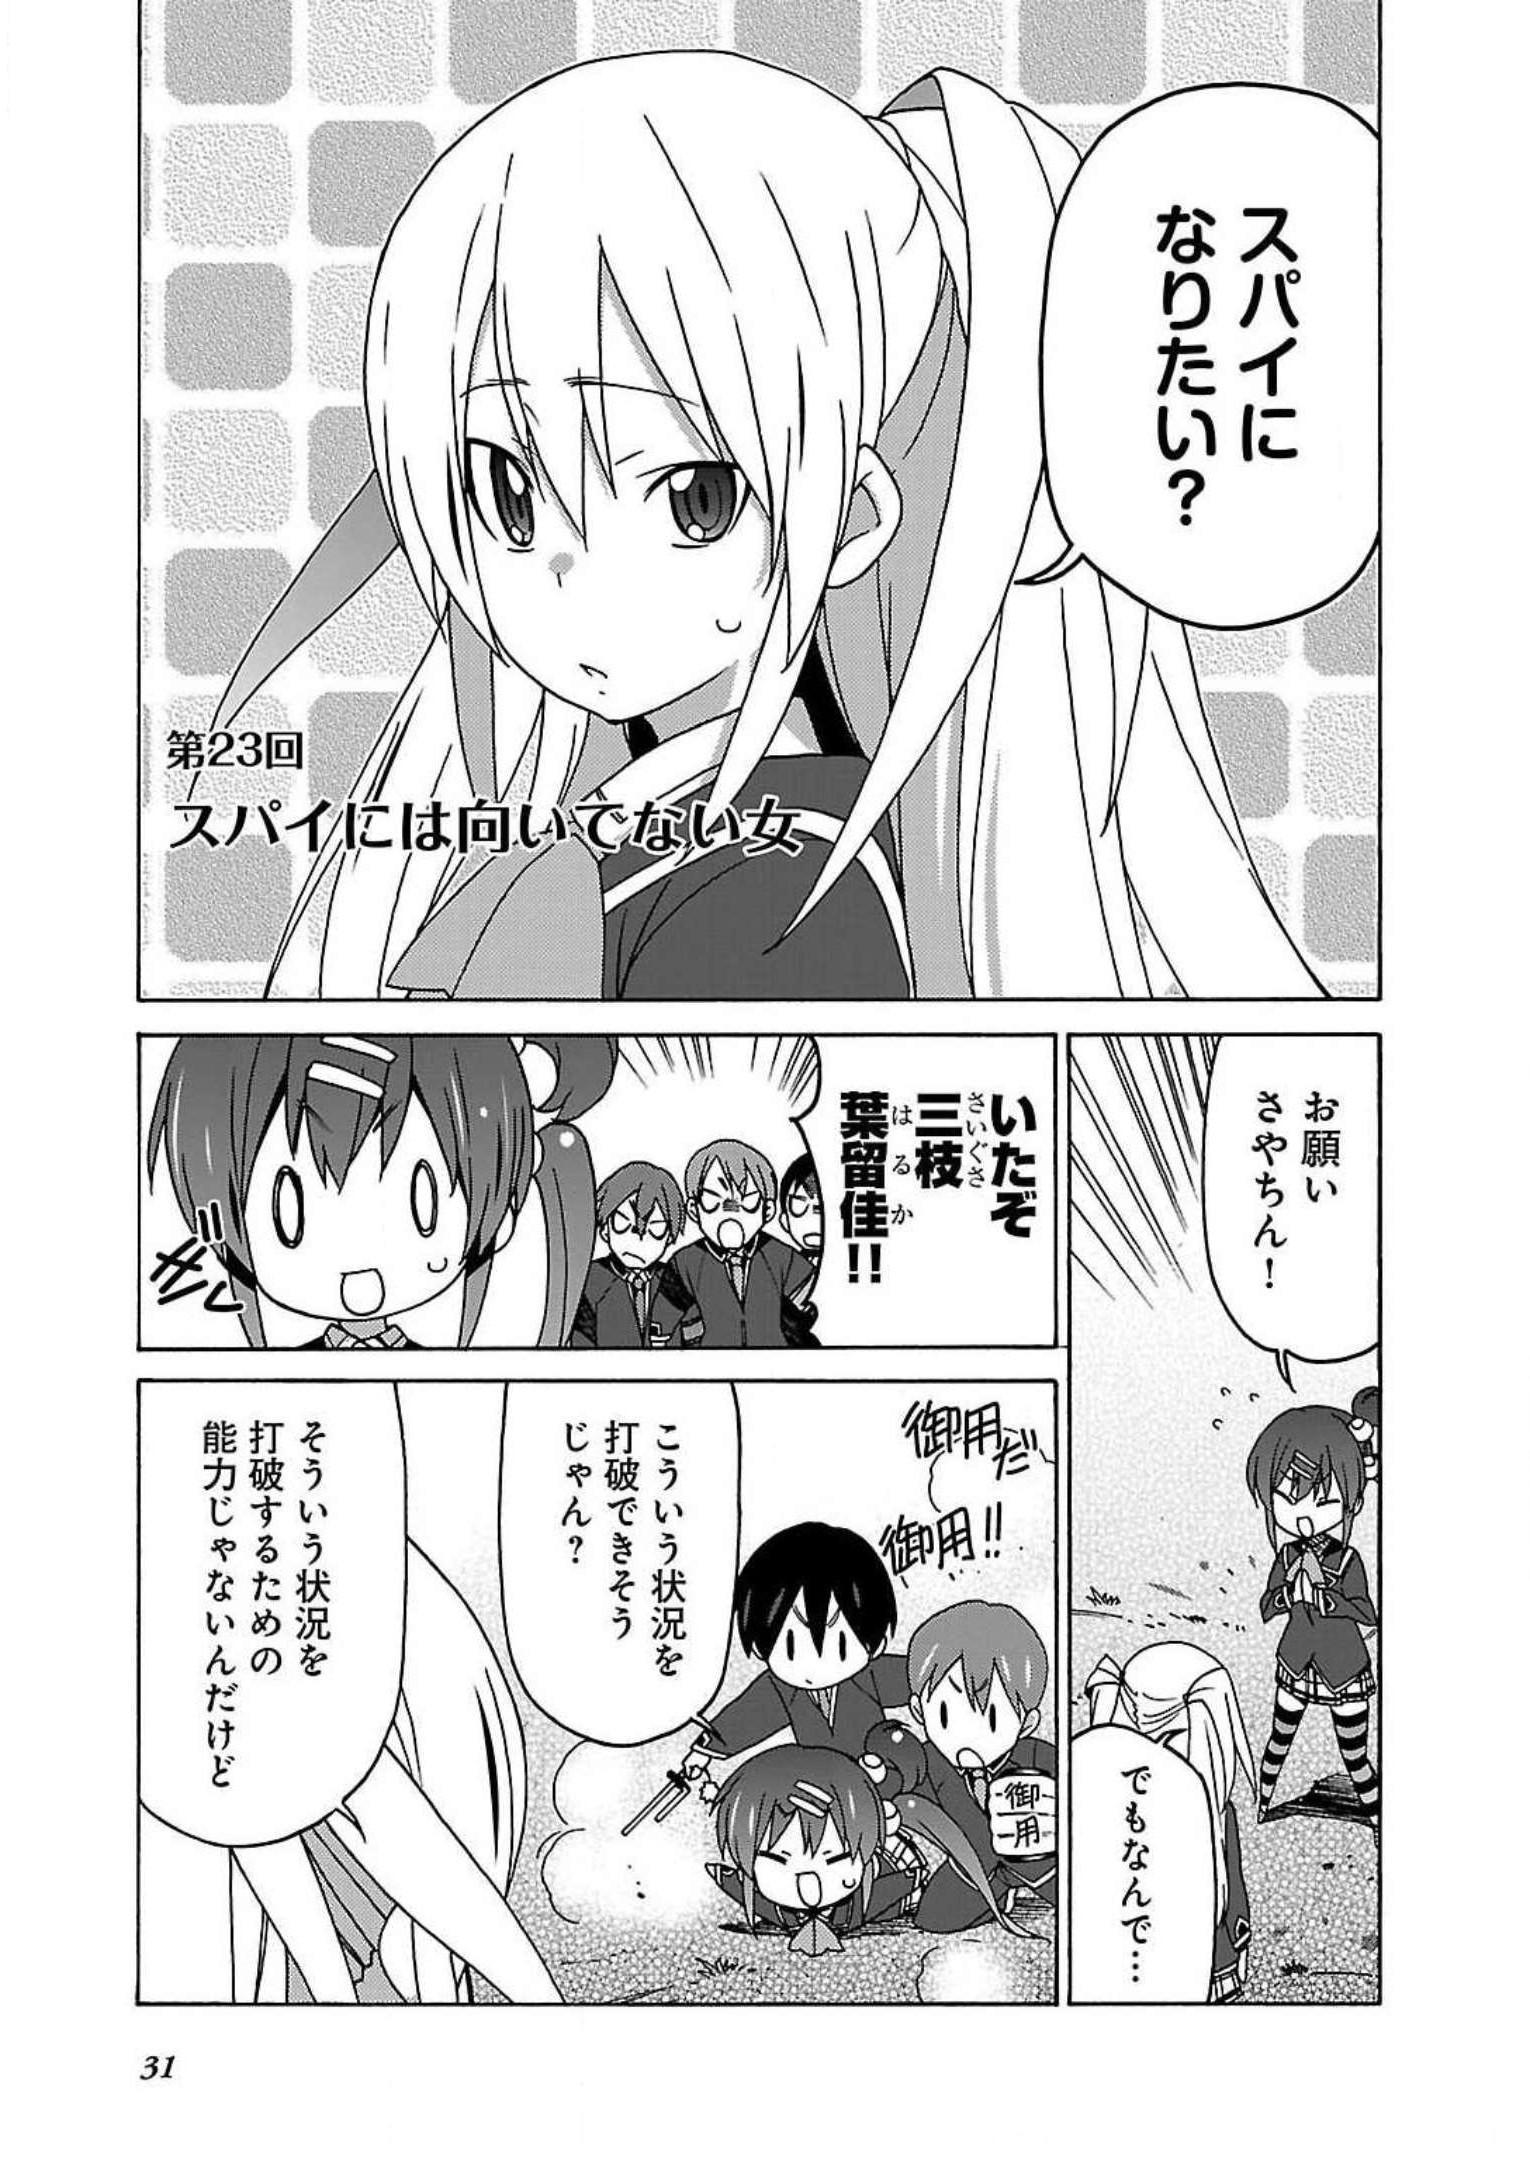 スパイに
なりたい？
第23回
スパイには向いてない女
お願い
さやちん！
でもなんで…
いたぞ
三枝
さいぐさ
葉留佳！！
はるか
ビクッ
御用だ
御用！！
御用
こういう状況を
打破できそう
じゃん？
そういう状況を
打破するための
能力じゃないんだけど
31